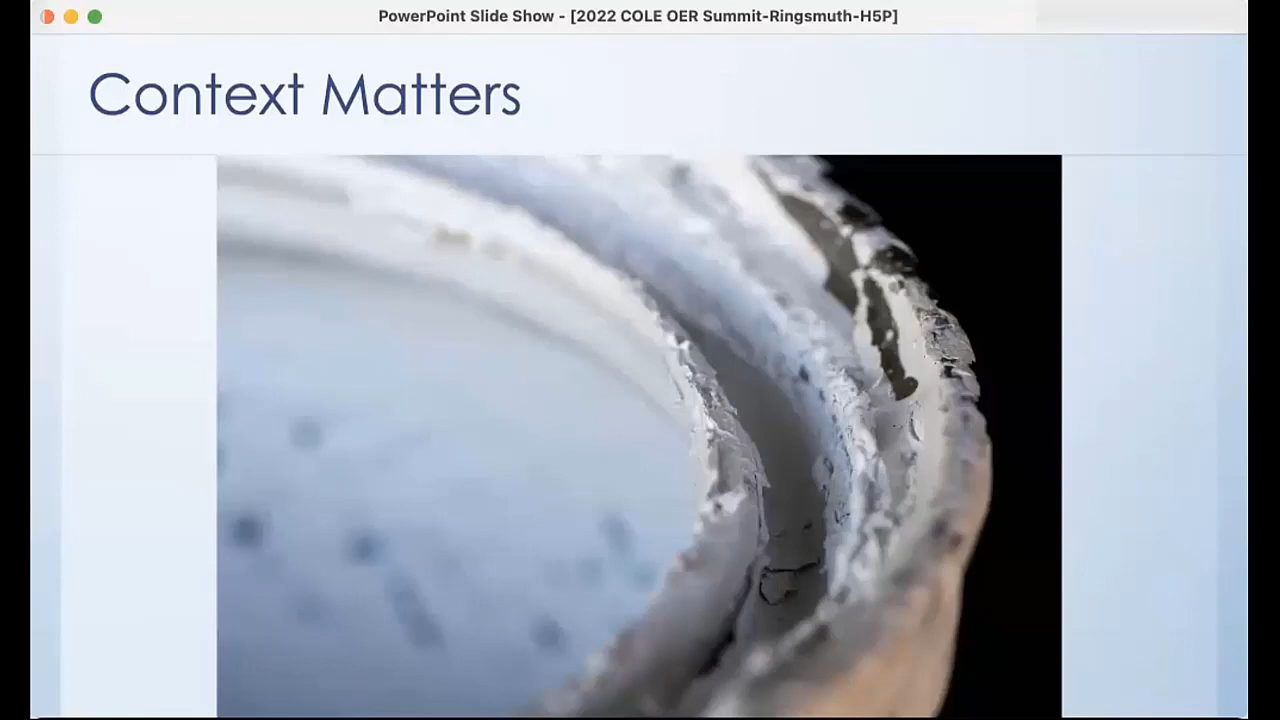 PowerPoint Slide Show - [2022 COLE OER Summit-Ringsmuth-H5P]
Context Matters